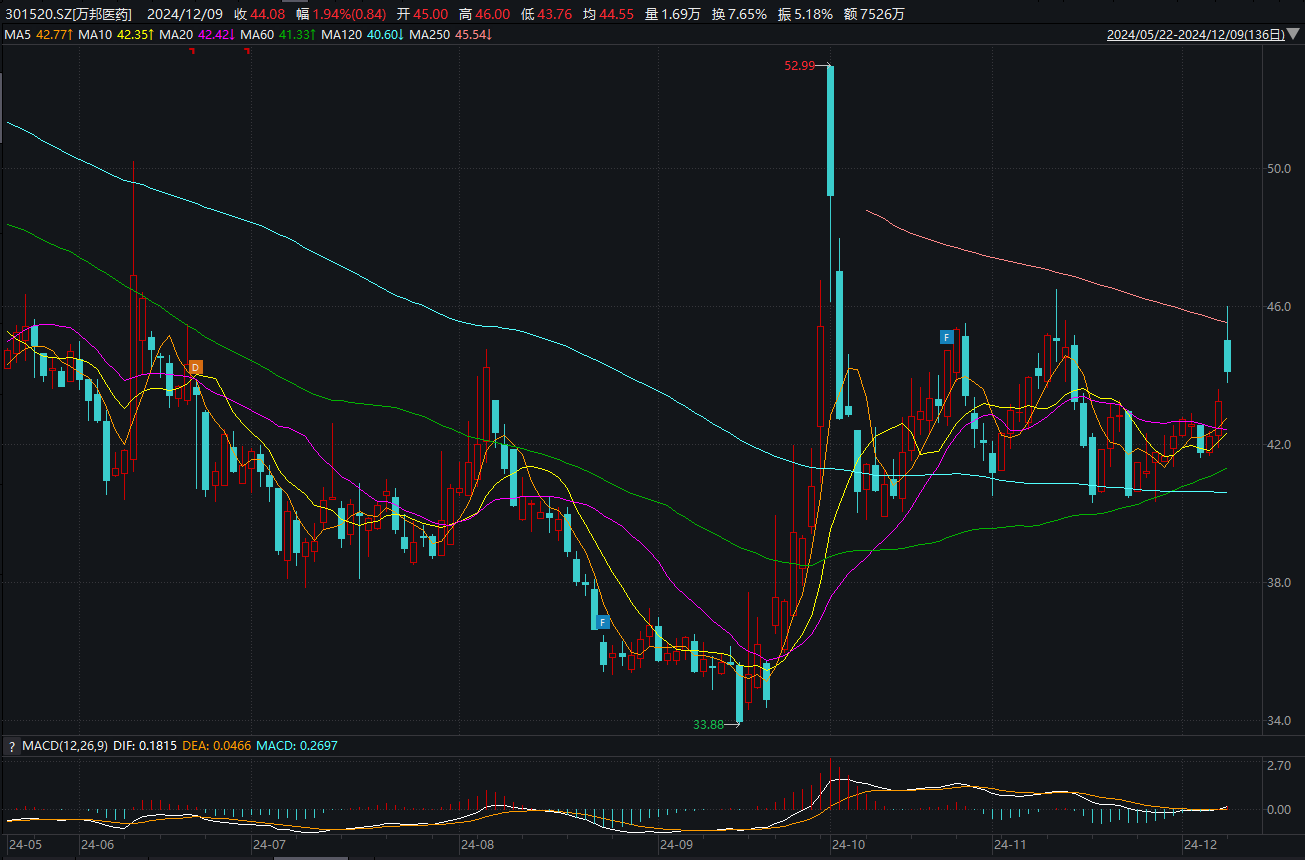 301520.SZ[万邦医药] 2024/12/09 收 44.08 幅 1.94%(0.84) 开 45.00 高 46.00 低 43.76 均 44.55 量 1.69万 换 7.65% 振 5.18% 额 7526万
MA5 42.77↑ MA10 42.35↑ MA20 42.42↓ MA60 41.33↑ MA120 40.60↓ MA250 45.54↓ 2024/05/22-2024/12/09(136日)
52.99
50.0
46.0
F
D
42.0
38.0
F
33.88
34.0
? MACD(12,26,9) DIF: 0.1815 DEA: 0.0466 MACD: 0.2697
2.70
0.00
24-05 24-06 24-07 24-08 24-09 24-10 24-11 24-12